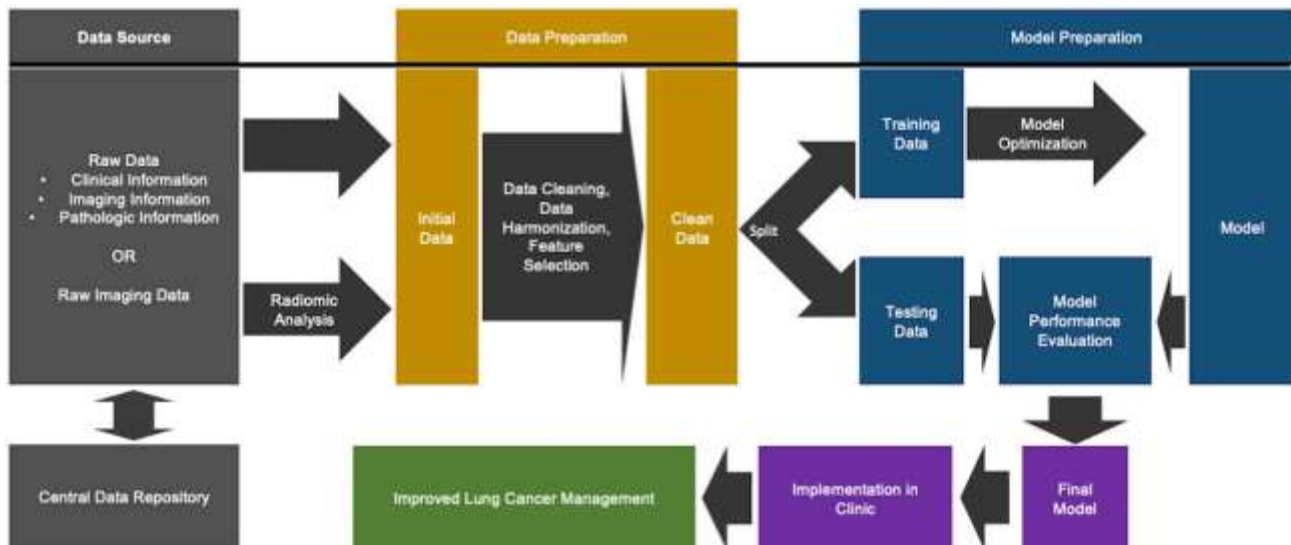 Data Source
Data Preparation
Model Preparation
Raw Data
• Clinical Information
• Imaging Information
• Pathologic Information
OR
Raw Imaging Data
Radiomic
Analysis
Initial
Data
Data Cleaning,
Data
Harmonization,
Feature
Selection
Clean
Data
Split
Training
Data
Model
Optimization
Model
Testing
Data
Model
Performance
Evaluation
Central Data Repository
Improved Lung Cancer Management
Implementation in
Clinic
Final
Model